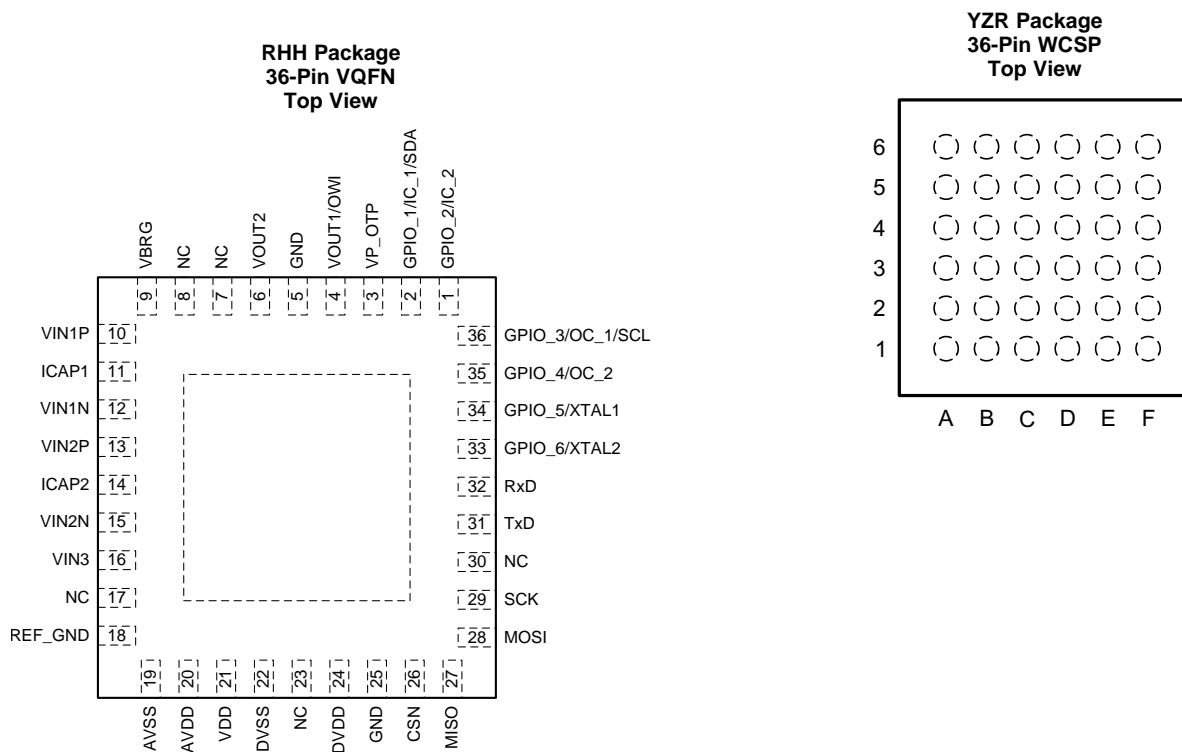 RHH Package
36-Pin VQFN
Top View
VBRG
NC
NC
VOUT2
GND
VOUT1/OWI
VP_OTP
GPIO_1/IC_1/SDA
GPIO_2/IC_2
9
8
7
6
5
4
3
2
1
VIN1P 10
ICAP1 11
VIN1N 12
VIN2P 13
ICAP2 14
VIN2N 15
VIN3 16
NC 17
REF_GND 18
36 GPIO_3/OC_1/SCL
35 GPIO_4/OC_2
34 GPIO_5/XTAL1
33 GPIO_6/XTAL2
32 RxD
31 TxD
30 NC
29 SCK
28 MOSI
19
20
21
22
23
24
25
26
27
AVSS
AVDD
VDD
DVSS
NC
DVDD
GND
CSN
MISO
YZR Package
36-Pin WCSP
Top View
6
5
4
3
2
1
A B C D E F